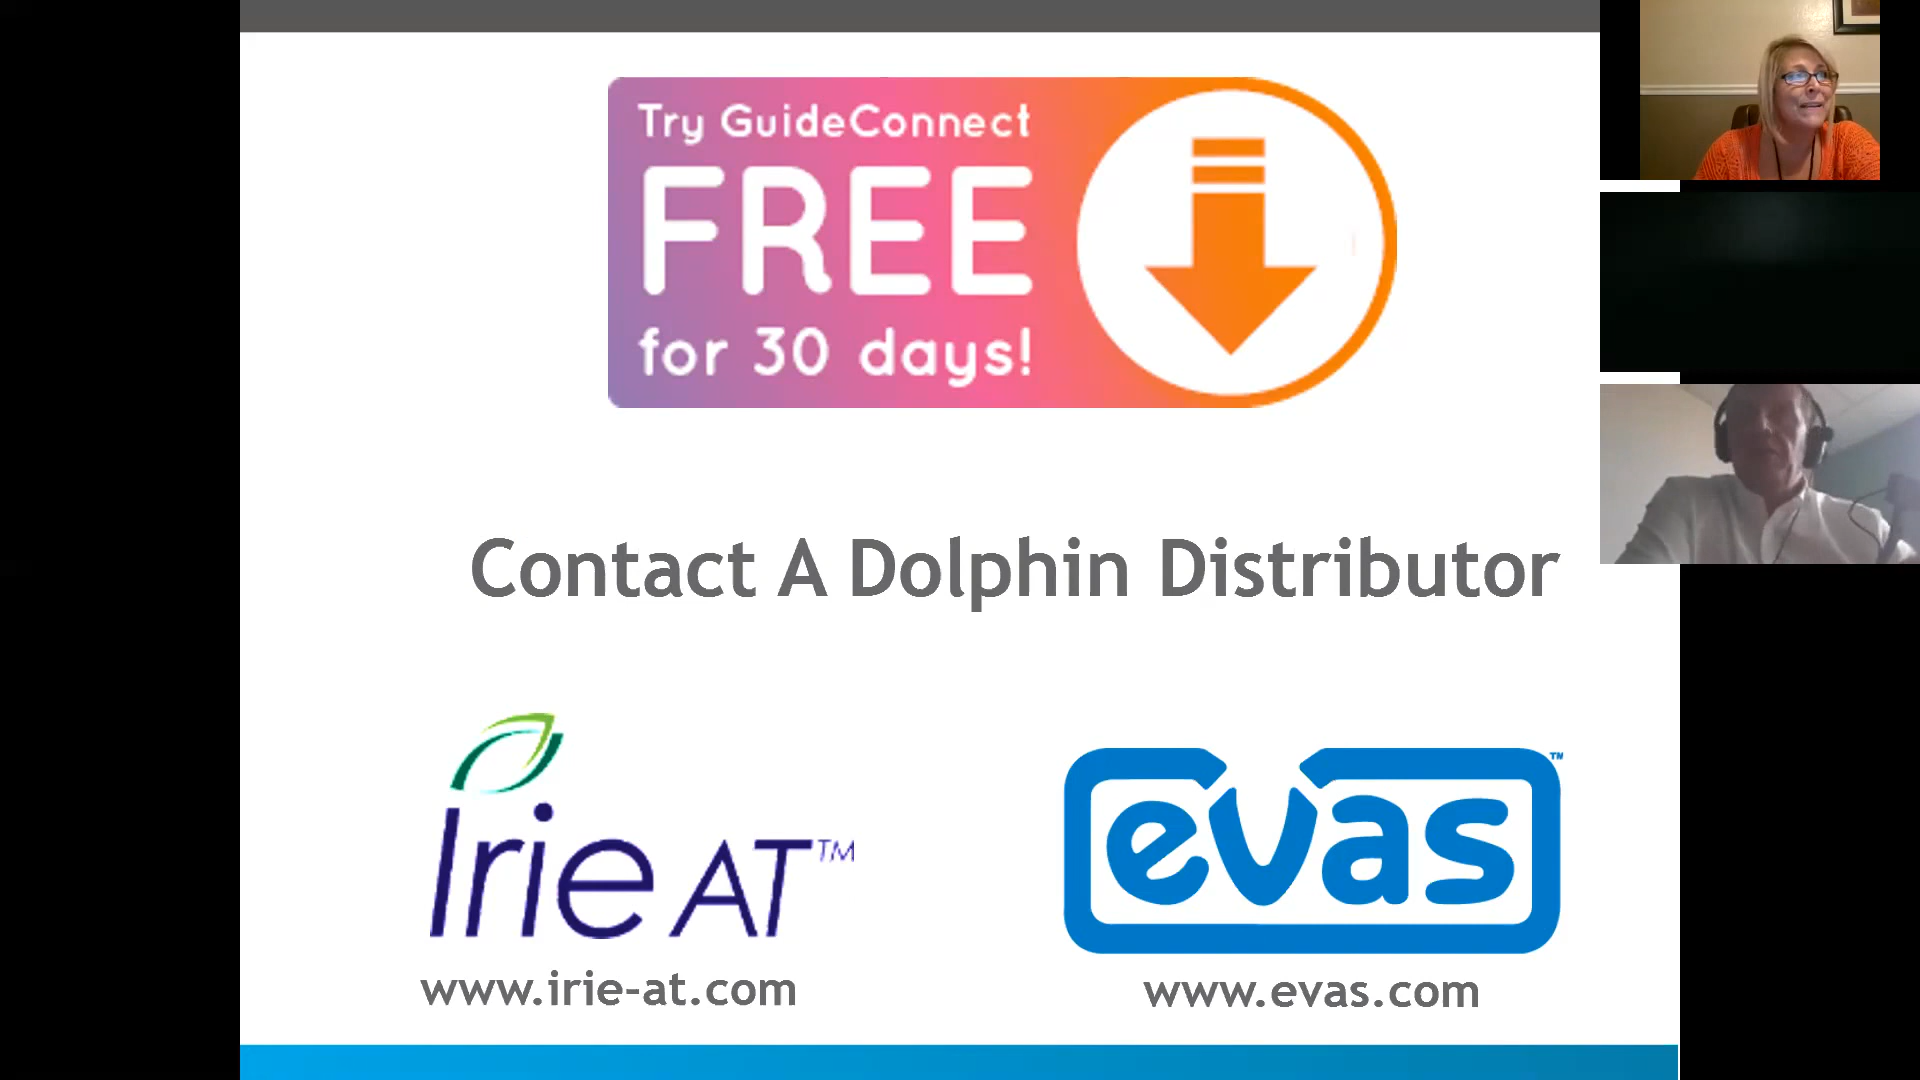 Try GuideConnect
FREE
for 30 days!
Contact A Dolphin Distributor
Irie AT™
evas™
www.irie-at.com
www.evas.com